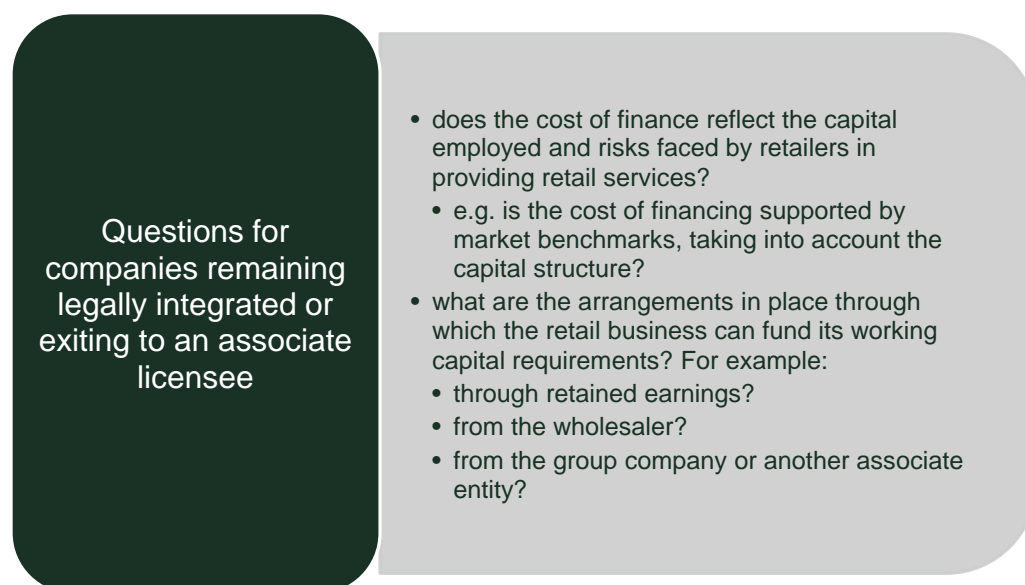 Questions for
companies remaining
legally integrated or
exiting to an associate
licensee
• does the cost of finance reflect the capital
employed and risks faced by retailers in
providing retail services?
• e.g. is the cost of financing supported by
market benchmarks, taking into account the
capital structure?
• what are the arrangements in place through
which the retail business can fund its working
capital requirements? For example:
• through retained earnings?
• from the wholesaler?
• from the group company or another associate
entity?